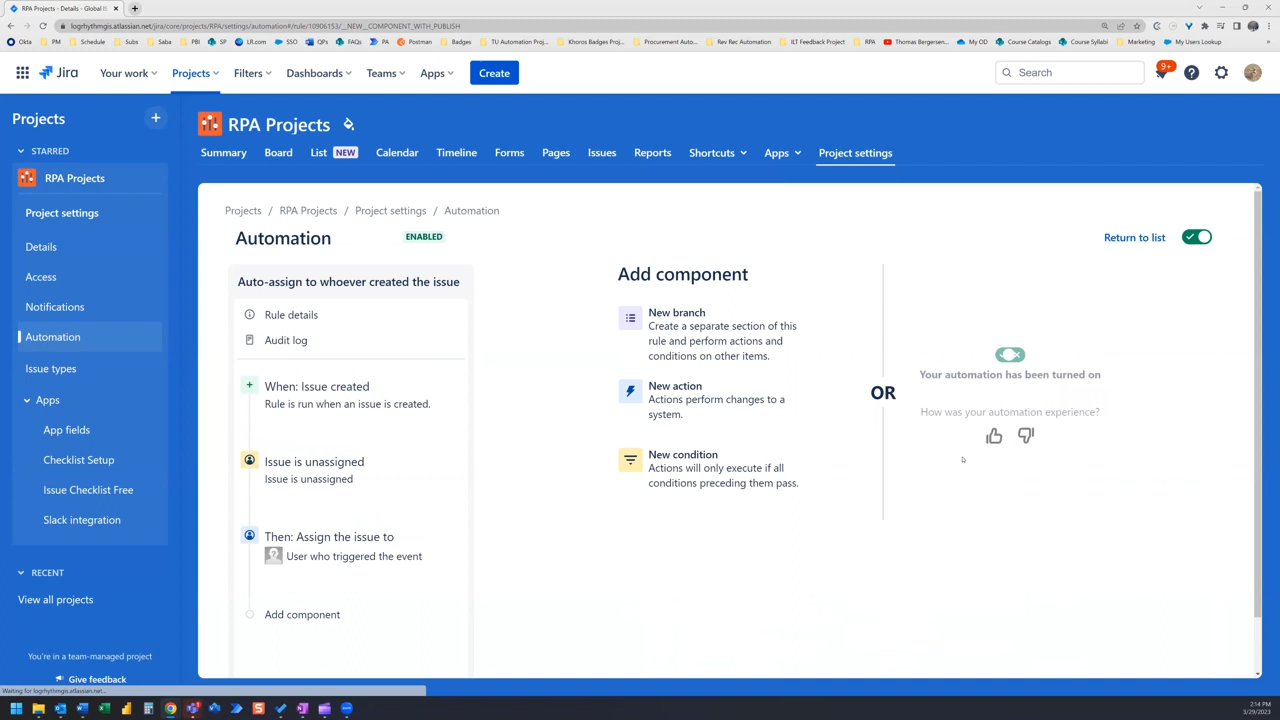 RPA Projects - Details - Global I
logrhythmgis.atlassian.net/jira/core/projects/RPA/settings/automation#/rule/10906153/__NEW__COMPONENT_WITH_PUBLISH
Okta PM Schedule Subs Saba PBI SP LR.com SSO QPs FAQs PA Postman Badges TU Automation Proj... Khoros Badges Proj... Procurement Auto... Rev Rec Automation ILT Feedback Project RPA Thomas Bergersen... My OD Course Catalogs Course Syllabi Marketing My Users Lookup »
Jira Your work Projects Filters Dashboards Teams Apps Create Search 9+
Projects
STARRED
RPA Projects
Project settings
Details
Access
Notifications
Automation
Issue types
Apps
App fields
Checklist Setup
Issue Checklist Free
Slack integration
RECENT
View all projects
You're in a team-managed project
Give feedback
RPA Projects
Summary Board List NEW Calendar Timeline Forms Pages Issues Reports Shortcuts Apps Project settings
Projects / RPA Projects / Project settings / Automation
Automation ENABLED Return to list
Auto-assign to whoever created the issue
Rule details
Audit log
When: Issue created
Rule is run when an issue is created.
Issue is unassigned
Issue is unassigned
Then: Assign the issue to
User who triggered the event
Add component
Add component
New branch
Create a separate section of this
rule and perform actions and
conditions on other items.
New action
Actions perform changes to a
system.
New condition
Actions will only execute if all
conditions preceding them pass.
OR
Your automation has been turned on
How was your automation experience?
Waiting for logrhythmgis.atlassian.net...
2:14 PM
3/29/2023